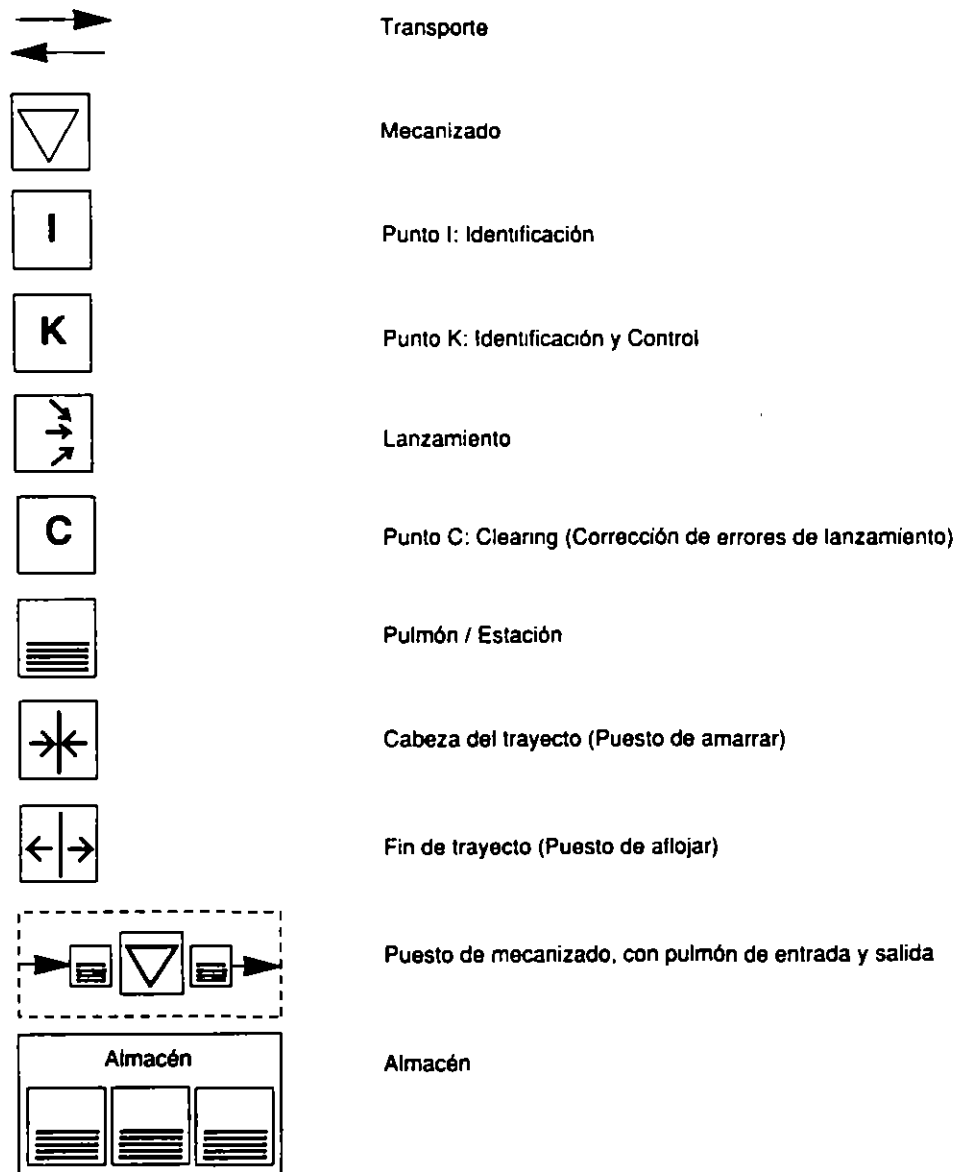 Transporte
Mecanizado
I
Punto I: Identificación
K
Punto K: Identificación y Control
Lanzamiento
C
Punto C: Clearing (Corrección de errores de lanzamiento)
Pulmón / Estación
Cabeza del trayecto (Puesto de amarrar)
Fin de trayecto (Puesto de aflojar)
Puesto de mecanizado, con pulmón de entrada y salida
Almacén
Almacén